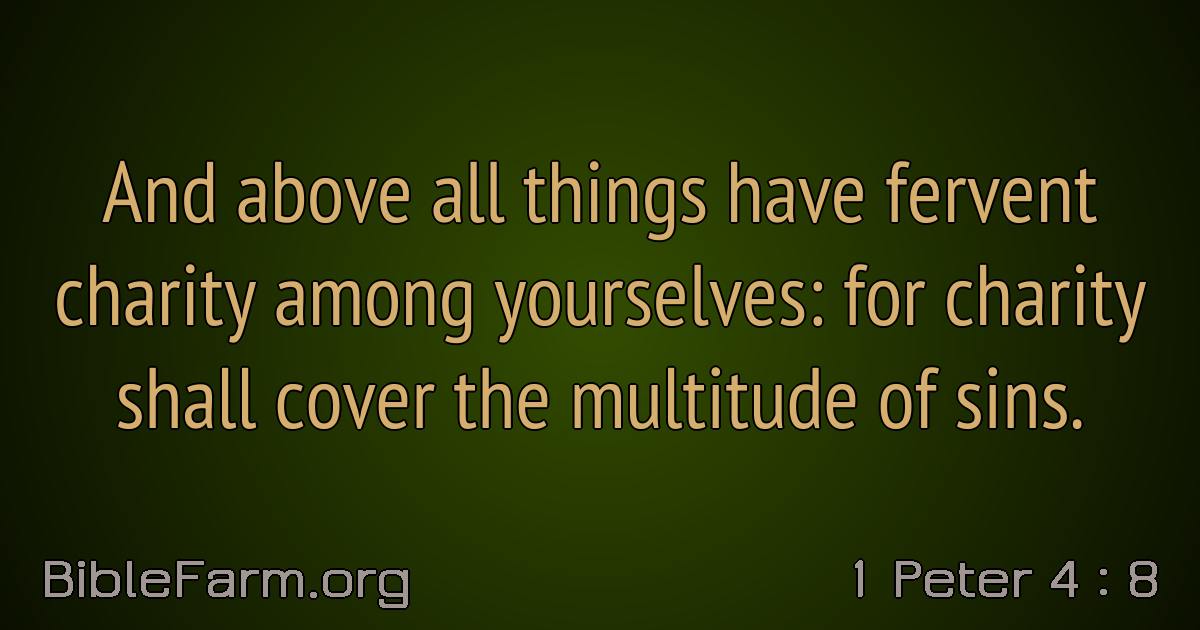 And above all things have fervent
charity among yourselves: for charity
shall cover the multitude of sins.
BibleFarm.org
1 Peter 4 : 8